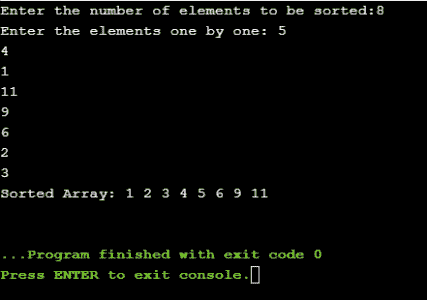 Enter the number of elements to be sorted:8
Enter the elements one by one: 5
4
1
11
9
6
2
3
Sorted Array: 1 2 3 4 5 6 9 11
...Program finished with exit code 0
Press ENTER to exit console.